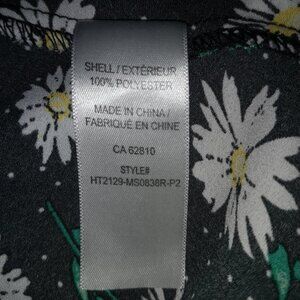 SHELL / EXTÉRIEUR
100% POLYESTER
MADE IN CHINA /
FABRIQUÉ EN CHINE
CA 62810
STYLE#
HT2129-MS0838R-P2